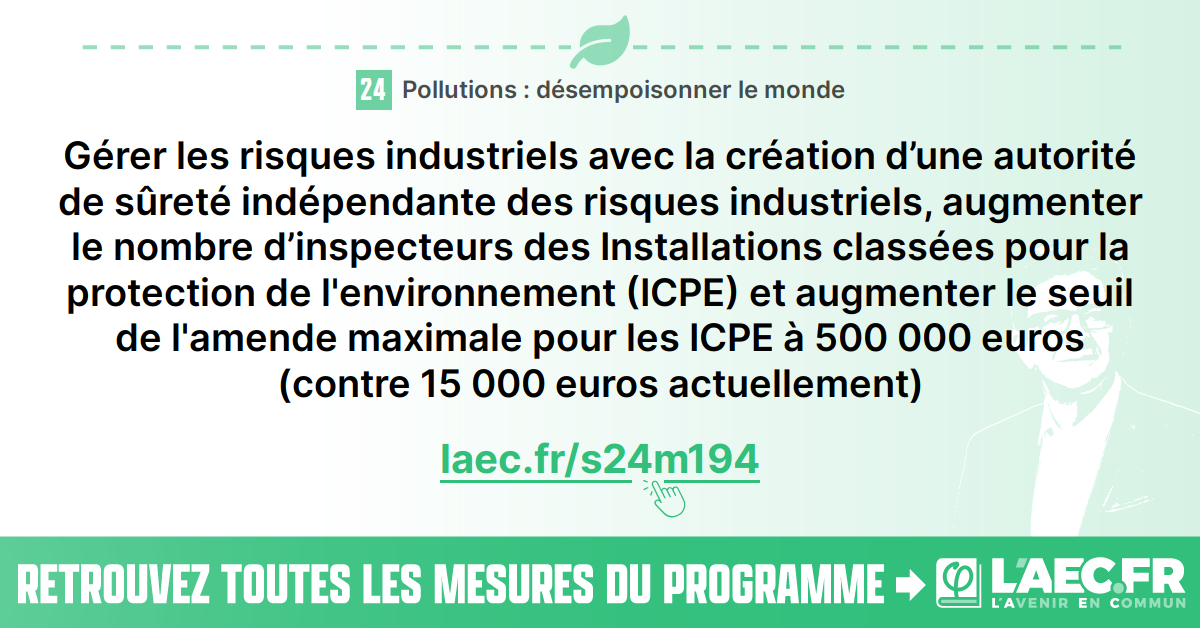 24 Pollutions : désempoisonner le monde
Gérer les risques industriels avec la création d’une autorité
de sûreté indépendante des risques industriels, augmenter
le nombre d’inspecteurs des Installations classées pour la
protection de l'environnement (ICPE) et augmenter le seuil
de l'amende maximale pour les ICPE à 500 000 euros
(contre 15 000 euros actuellement)
laec.fr/s24m194
RETROUVEZ TOUTES LES MESURES DU PROGRAMME
L'AEC.FR
L'AVENIR EN COMMUN